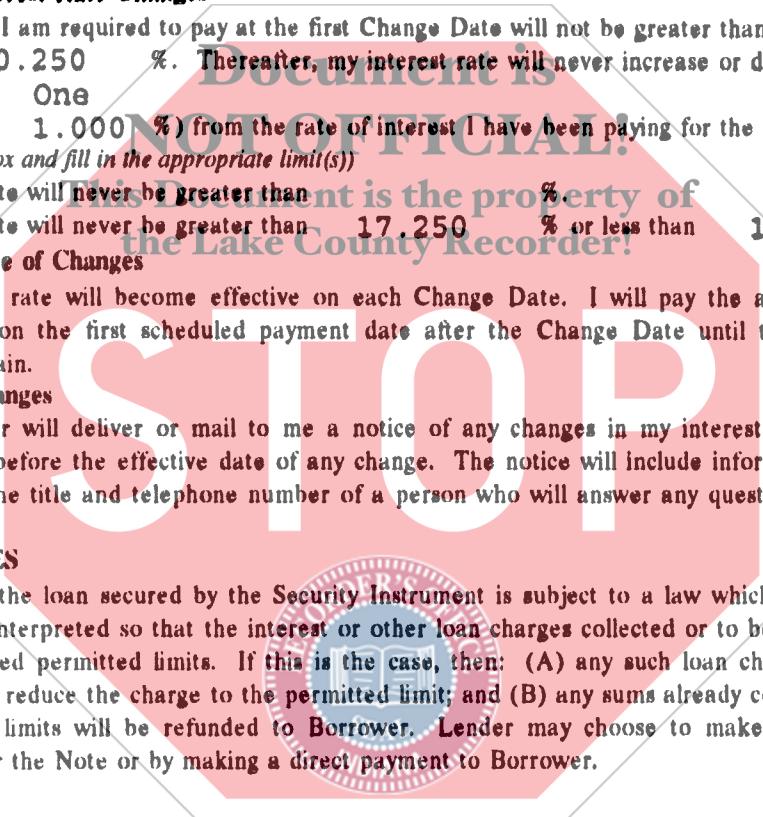 I am required to pay at the first Change Date will not be greater than
0.250 %. Thereafter, my interest rate will never increase or d
One
1.000 %) from the rate of interest I have been paying for the
ox and fill in the appropriate limit(s))
te will never be greater than %.
te will never be greater than 17.250 % or less than 1
e of Changes
rate will become effective on each Change Date. I will pay the a
on the first scheduled payment date after the Change Date until t
ain.
anges
r will deliver or mail to me a notice of any changes in my interest
before the effective date of any change. The notice will include infor
he title and telephone number of a person who will answer any quest
ES
the loan secured by the Security Instrument is subject to a law which
nterpreted so that the interest or other loan charges collected or to b
ed permitted limits. If this is the case, then: (A) any such loan ch
reduce the charge to the permitted limit; and (B) any sums already c
limits will be refunded to Borrower. Lender may choose to make
r the Note or by making a direct payment to Borrower.
Document is
NOT OFFICIAL!
This Document is the property of
the Lake County Recorder!
STOP